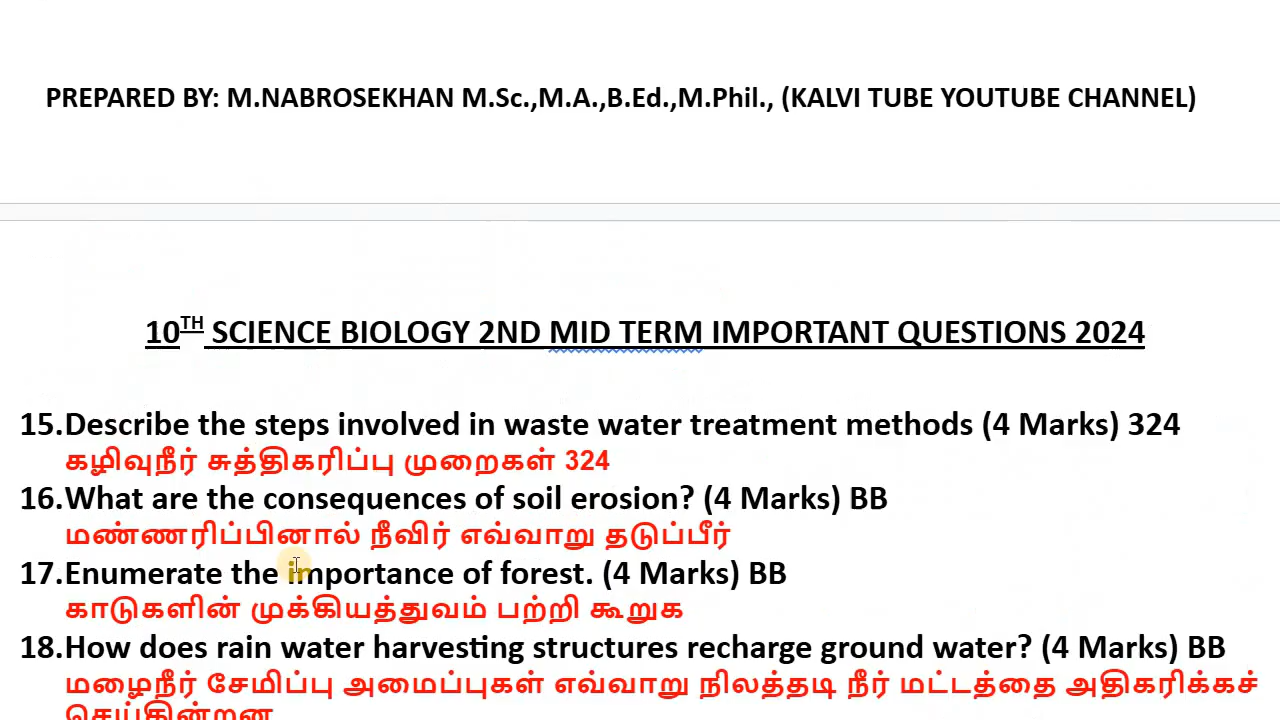 PREPARED BY: M.NABROSEKHAN M.Sc.,M.A.,B.Ed.,M.Phil., (KALVI TUBE YOUTUBE CHANNEL)
10TH SCIENCE BIOLOGY 2ND MID TERM IMPORTANT QUESTIONS 2024
15.Describe the steps involved in waste water treatment methods (4 Marks) 324
கழிவுநீர் சுத்திகரிப்பு முறைகள் 324
16.What are the consequences of soil erosion? (4 Marks) BB
மண்ணரிப்பினால் நீவிர் எவ்வாறு தடுப்பீர்
17.Enumerate the importance of forest. (4 Marks) BB
காடுகளின் முக்கியத்துவம் பற்றி கூறுக
18.How does rain water harvesting structures recharge ground water? (4 Marks) BB
மழைநீர் சேமிப்பு அமைப்புகள் எவ்வாறு நிலத்தடி நீர் மட்டத்தை அதிகரிக்கச்
செய்கின்றன